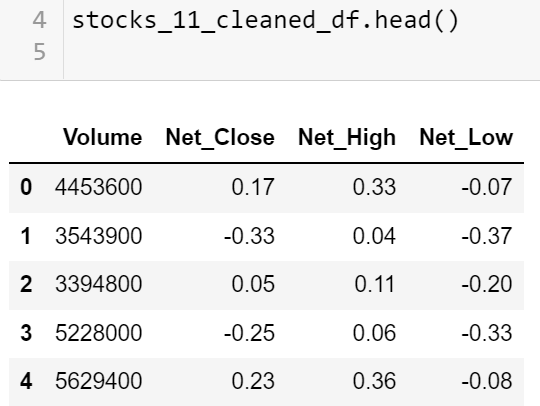 4 stocks_11_cleaned_df.head()
5
Volume Net_Close Net_High Net_Low
0 4453600 0.17 0.33 -0.07
1 3543900 -0.33 0.04 -0.37
2 3394800 0.05 0.11 -0.20
3 5228000 -0.25 0.06 -0.33
4 5629400 0.23 0.36 -0.08